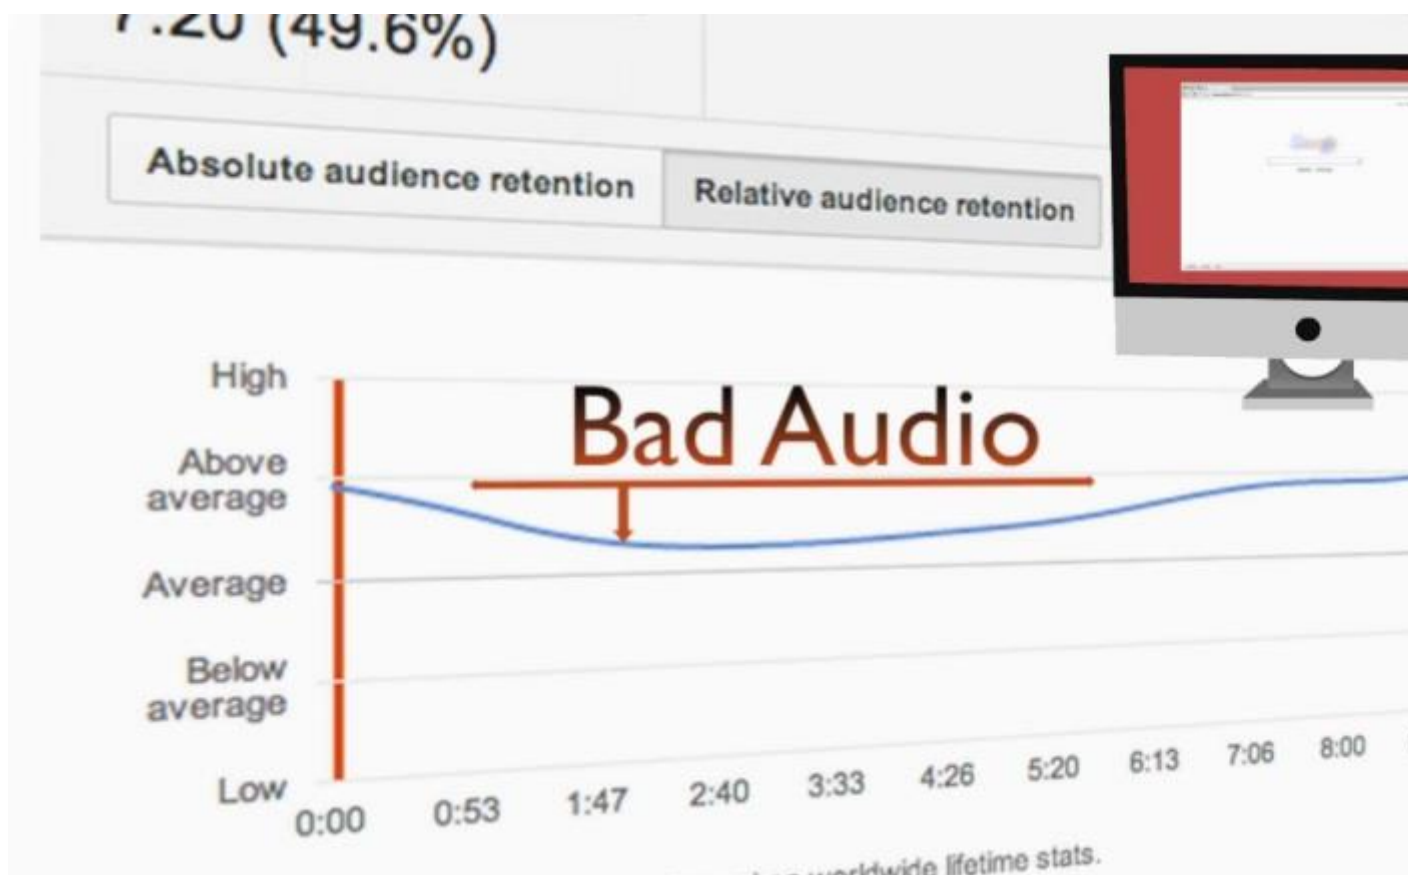 (49.6%)
Absolute audience retention Relative audience retention
High
Bad Audio
Above
average
Average
Below
average
Low
0:00 0:53 1:47 2:40 3:33 4:26 5:20 6:13 7:06 8:00
worldwide lifetime stats.